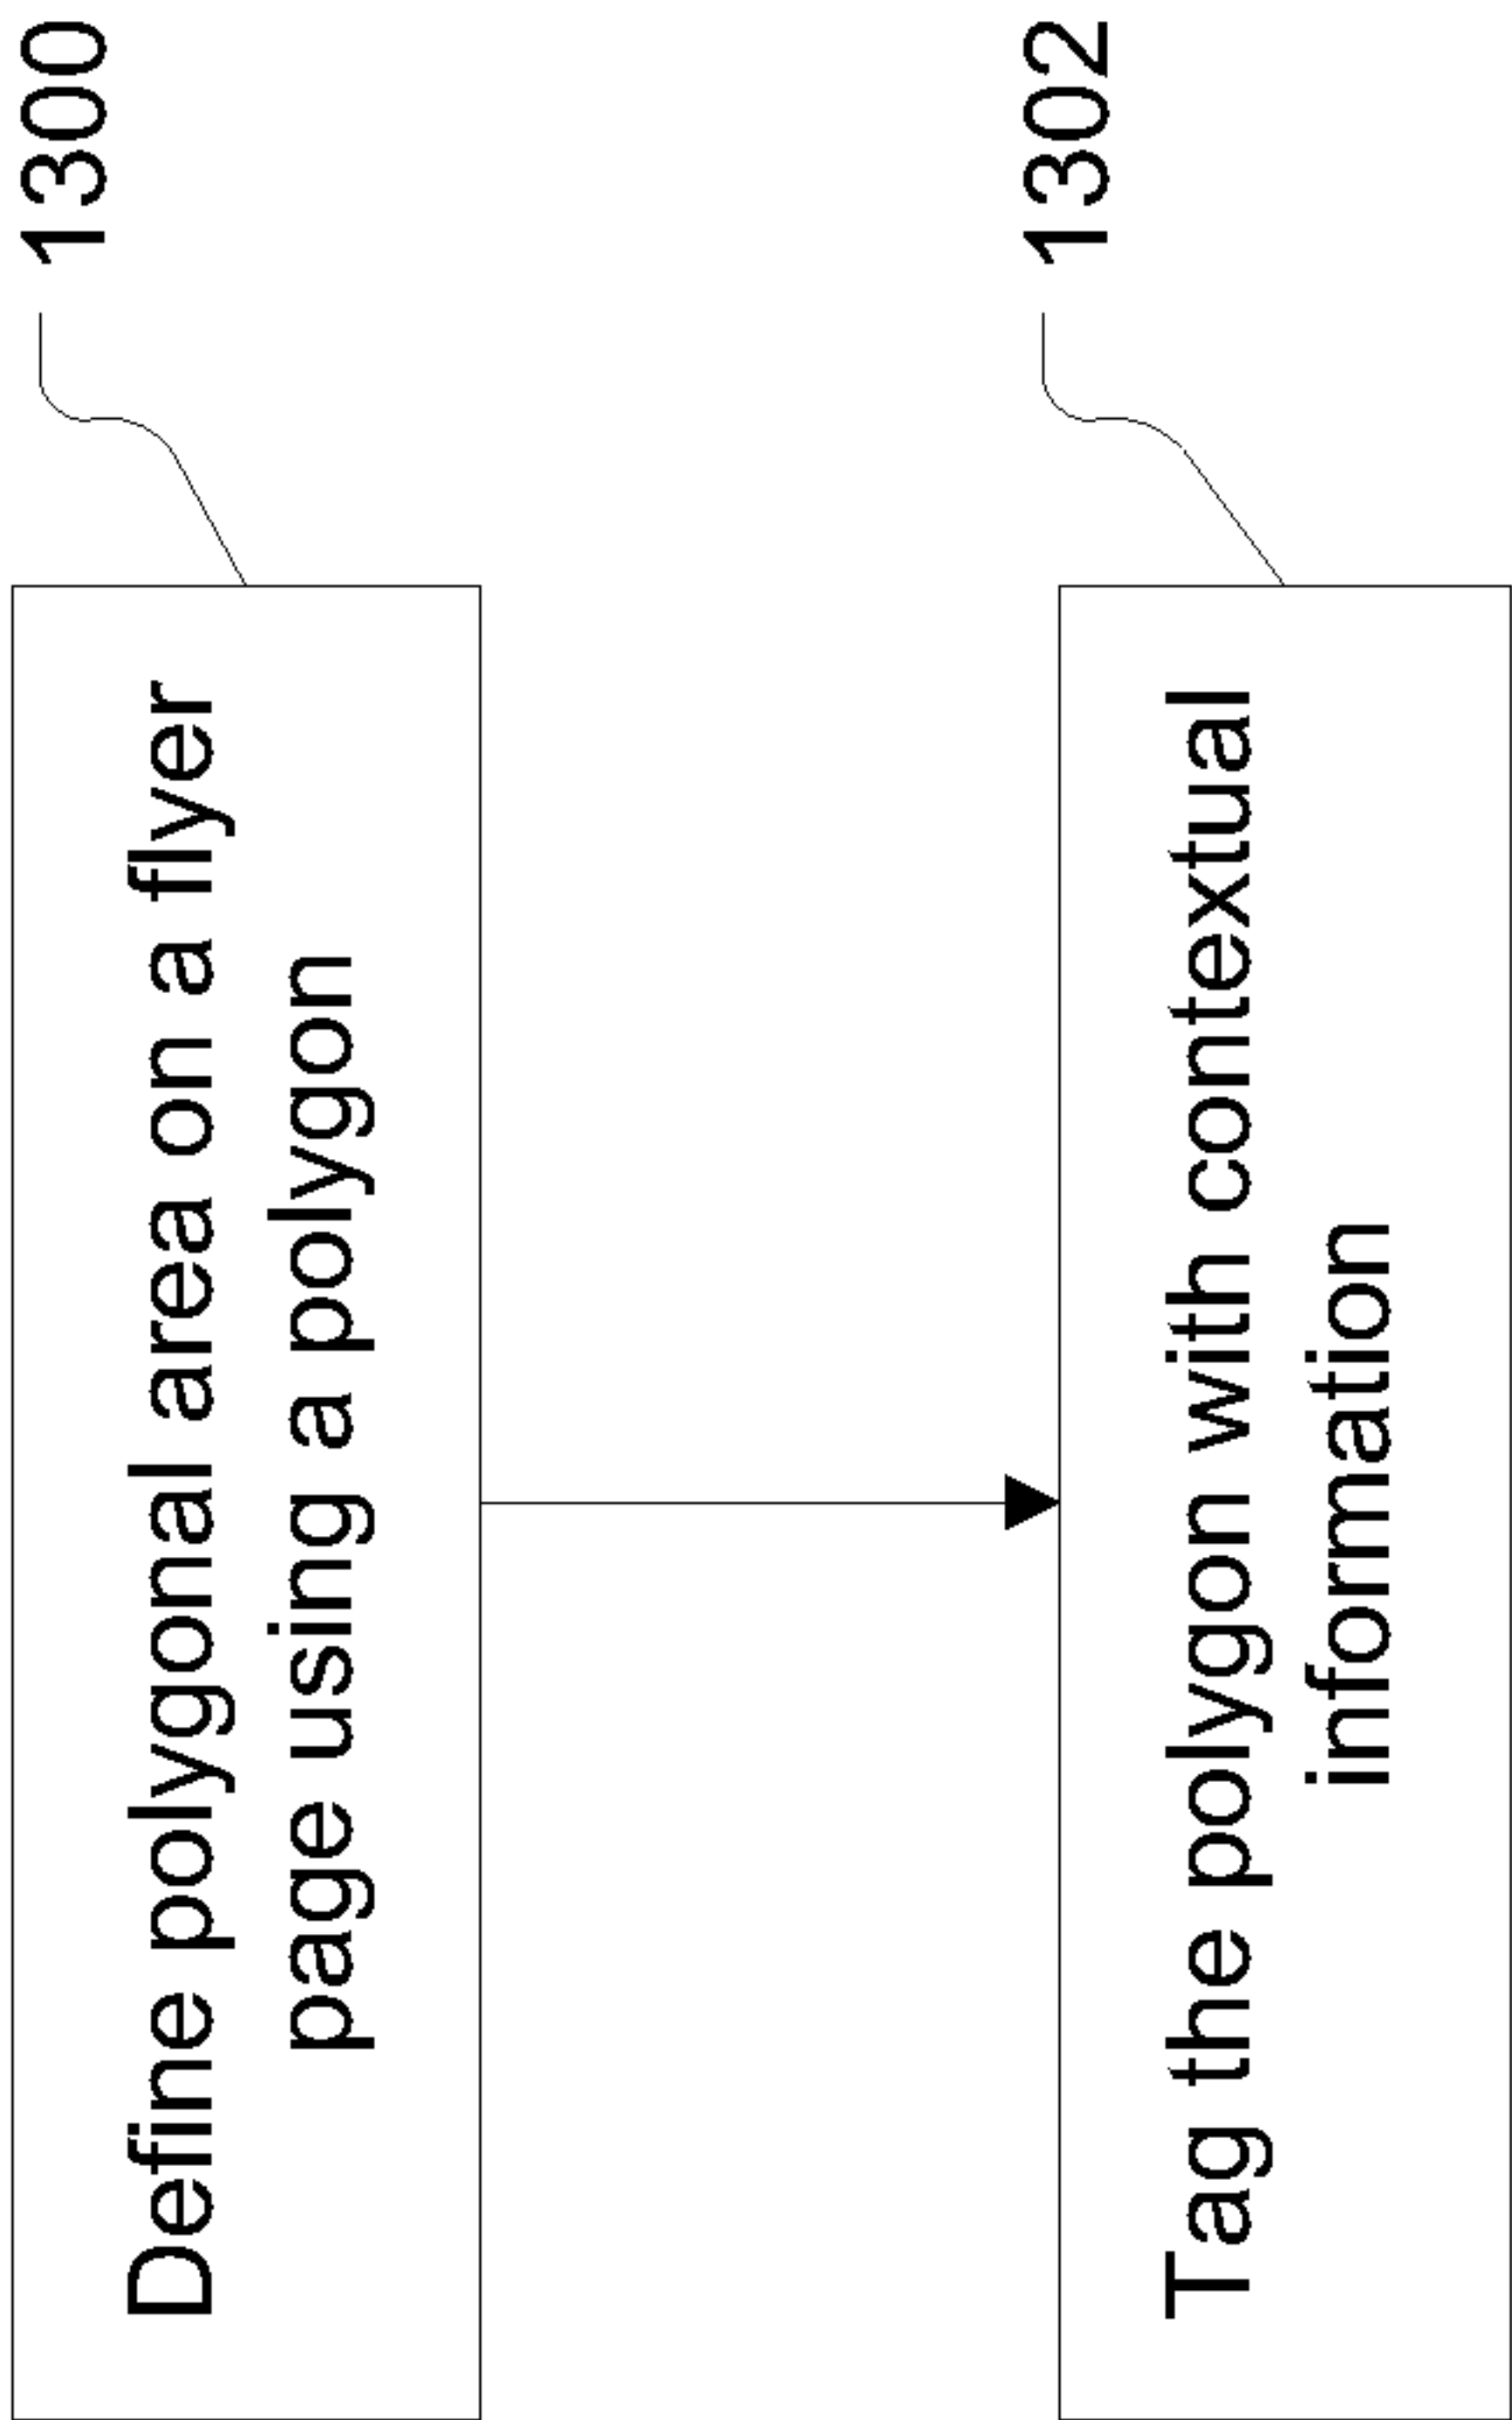 1300
Define polygonal area on a flyer
page using a polygon
1302
Tag the polygon with contextual
information